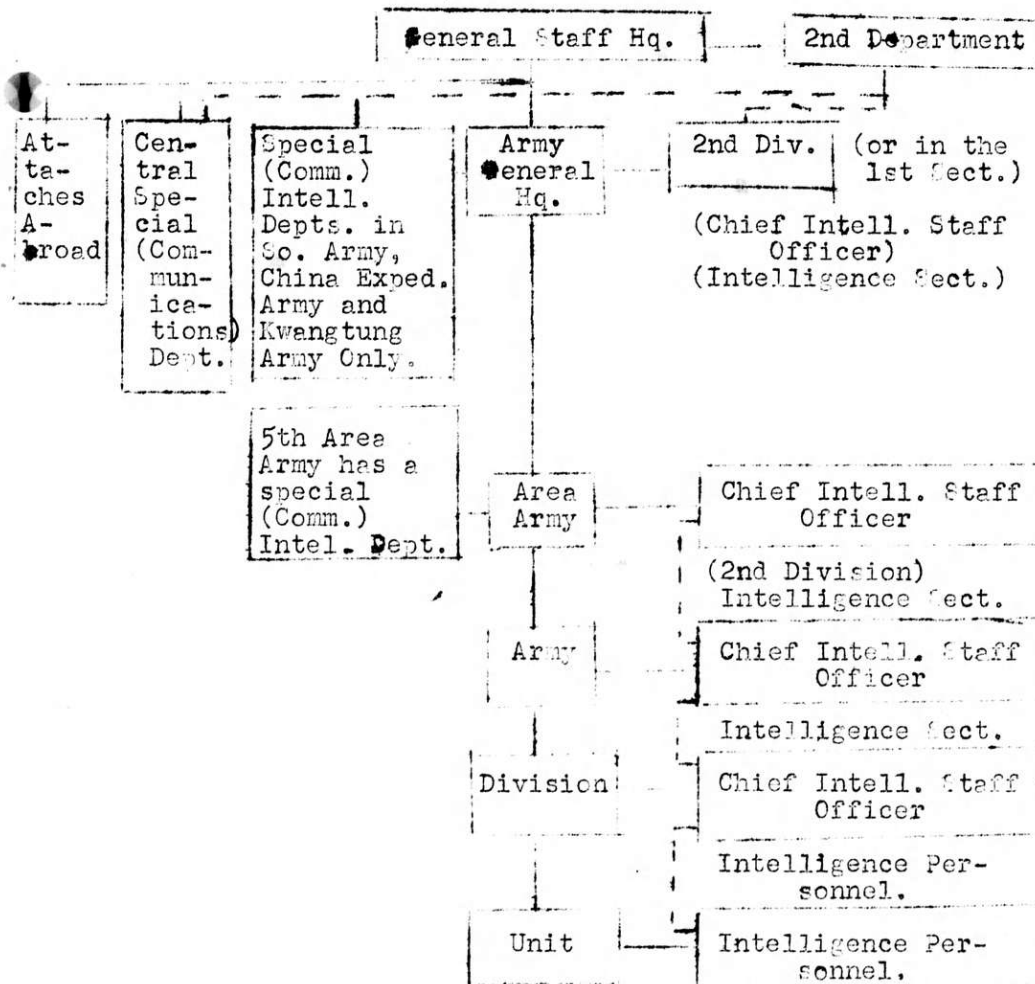 General Staff Hq.
2nd Department
At-
ta-
ches
A-
broad
Cen-
tral
Spe-
cial
(Com-
mun-
ica-
tions)
Dept.
Special
(Comm.)
Intell.
Depts. in
So. Army,
China Exped.
Army and
Kwangtung
Army Only.
Army
General
Hq.
2nd Div.
(or in the
1st Sect.)
(Chief Intell. Staff
Officer)
(Intelligence Sect.)
5th Area
Army has a
special
(Comm.)
Intel. Dept.
Area
Army
Chief Intell. Staff
Officer
(2nd Division)
Intelligence Sect.
Army
Chief Intell. Staff
Officer
Intelligence Sect.
Division
Chief Intell. Staff
Officer
Intelligence Per-
sonnel.
Unit
Intelligence Per-
sonnel.